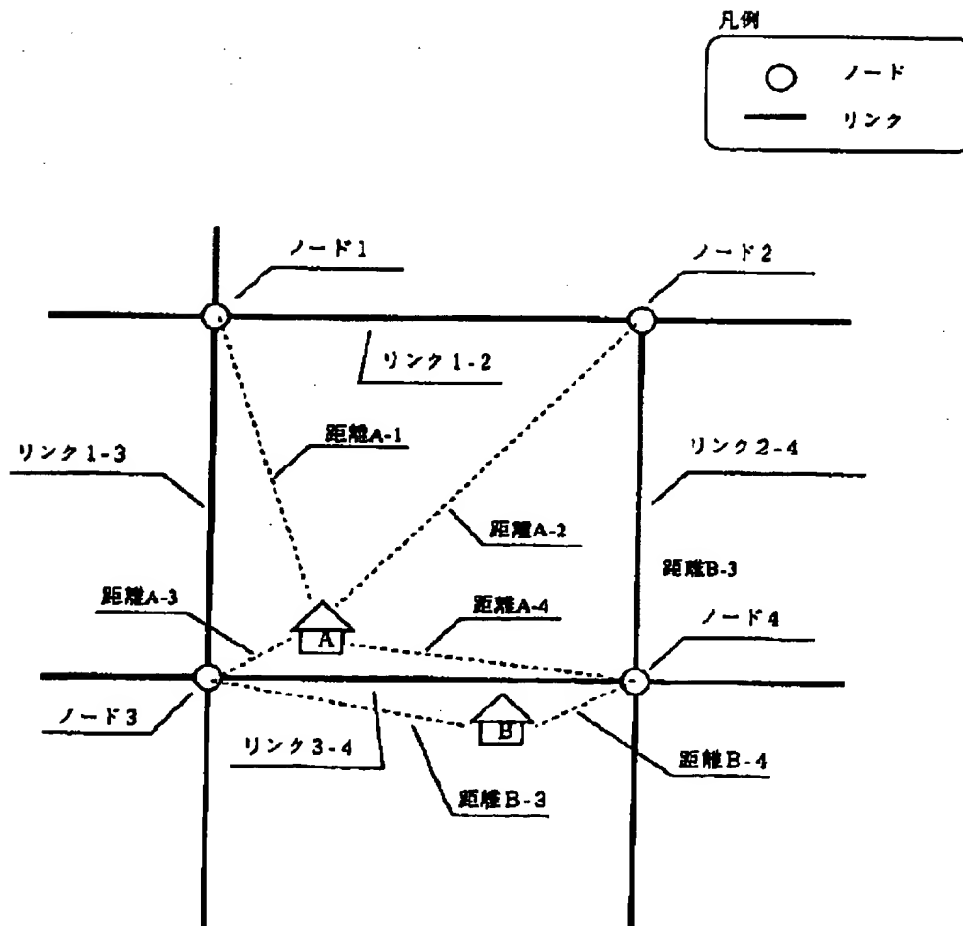 凡例
ノード
リンク
ノード1
ノード2
リンク1-2
距離A-1
リンク1-3
リンク2-4
距離A-2
距離B-3
距離A-3
距離A-4
ノード4
A
ノード3
B
リンク3-4
距離B-4
距離B-3